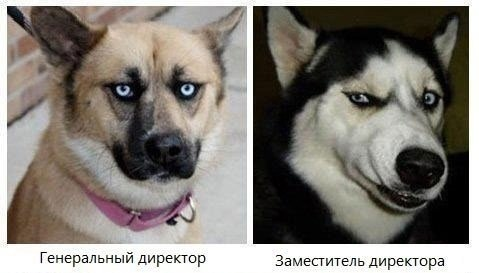 Генеральный директор
Заместитель директора